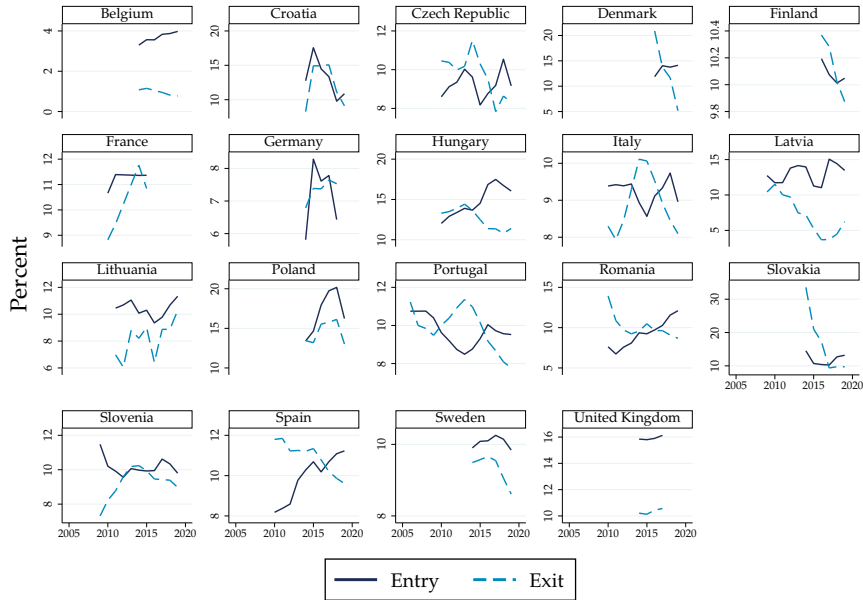 Percent
Belgium Croatia Czech Republic Denmark Finland
4 2 0
20 15 10
12 10 8
20 15 10 5
10.4 10.2 10 9.8
France Germany Hungary Italy Latvia
12 11 10 9
8 7 6
20 15 10
10 9 8
15 10 5
Lithuania Poland Portugal Romania Slovakia
12 10 8 6
20 15 10
12 10 8
15 10 5
30 20 10
2005 2010 2015 2020
Slovenia Spain Sweden United Kingdom
12 10 8
12 10 8
10 8
16 14 12 10
2005 2010 2015 2020 2005 2010 2015 2020 2005 2010 2015 2020 2005 2010 2015 2020
Entry Exit